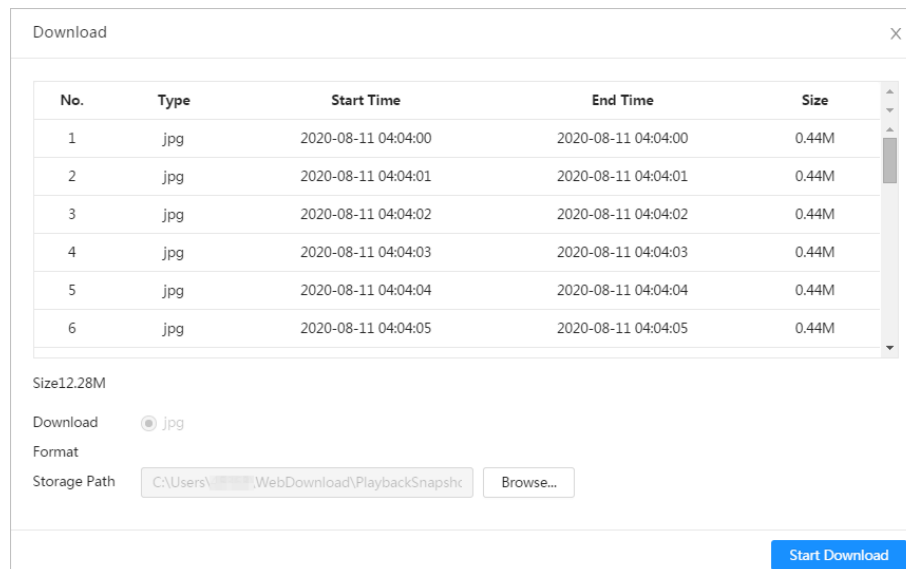 Download
No. Type Start Time End Time Size
1 jpg 2020-08-11 04:04:00 2020-08-11 04:04:00 0.44M
2 jpg 2020-08-11 04:04:01 2020-08-11 04:04:01 0.44M
3 jpg 2020-08-11 04:04:02 2020-08-11 04:04:02 0.44M
4 jpg 2020-08-11 04:04:03 2020-08-11 04:04:03 0.44M
5 jpg 2020-08-11 04:04:04 2020-08-11 04:04:04 0.44M
6 jpg 2020-08-11 04:04:05 2020-08-11 04:04:05 0.44M
Size12.28M
Download jpg
Format
Storage Path C:\Users\ WebDownload\PlaybackSnapsho Browse...
Start Download